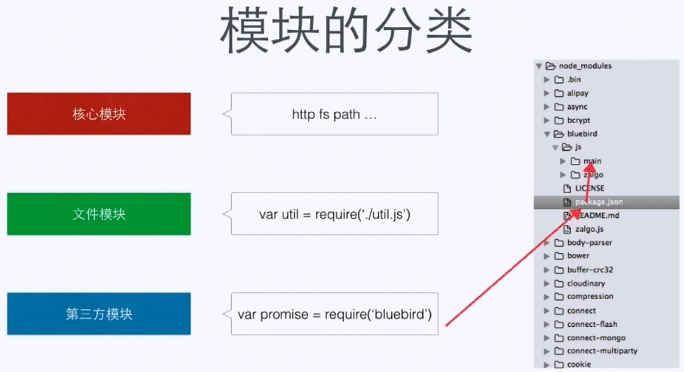 模块的分类
核心模块
http fs path …
文件模块
var util = require(‘./util.js’)
第三方模块
var promise = require(‘bluebird’)
node_modules
.bin
alipay
async
bcrypt
bluebird
js
main
zalgo
LICENSE
package.json
README.md
zalgo.js
body-parser
bower
buffer-crc32
cloudinary
compression
connect
connect-flash
connect-mongo
connect-multiparty
cookie